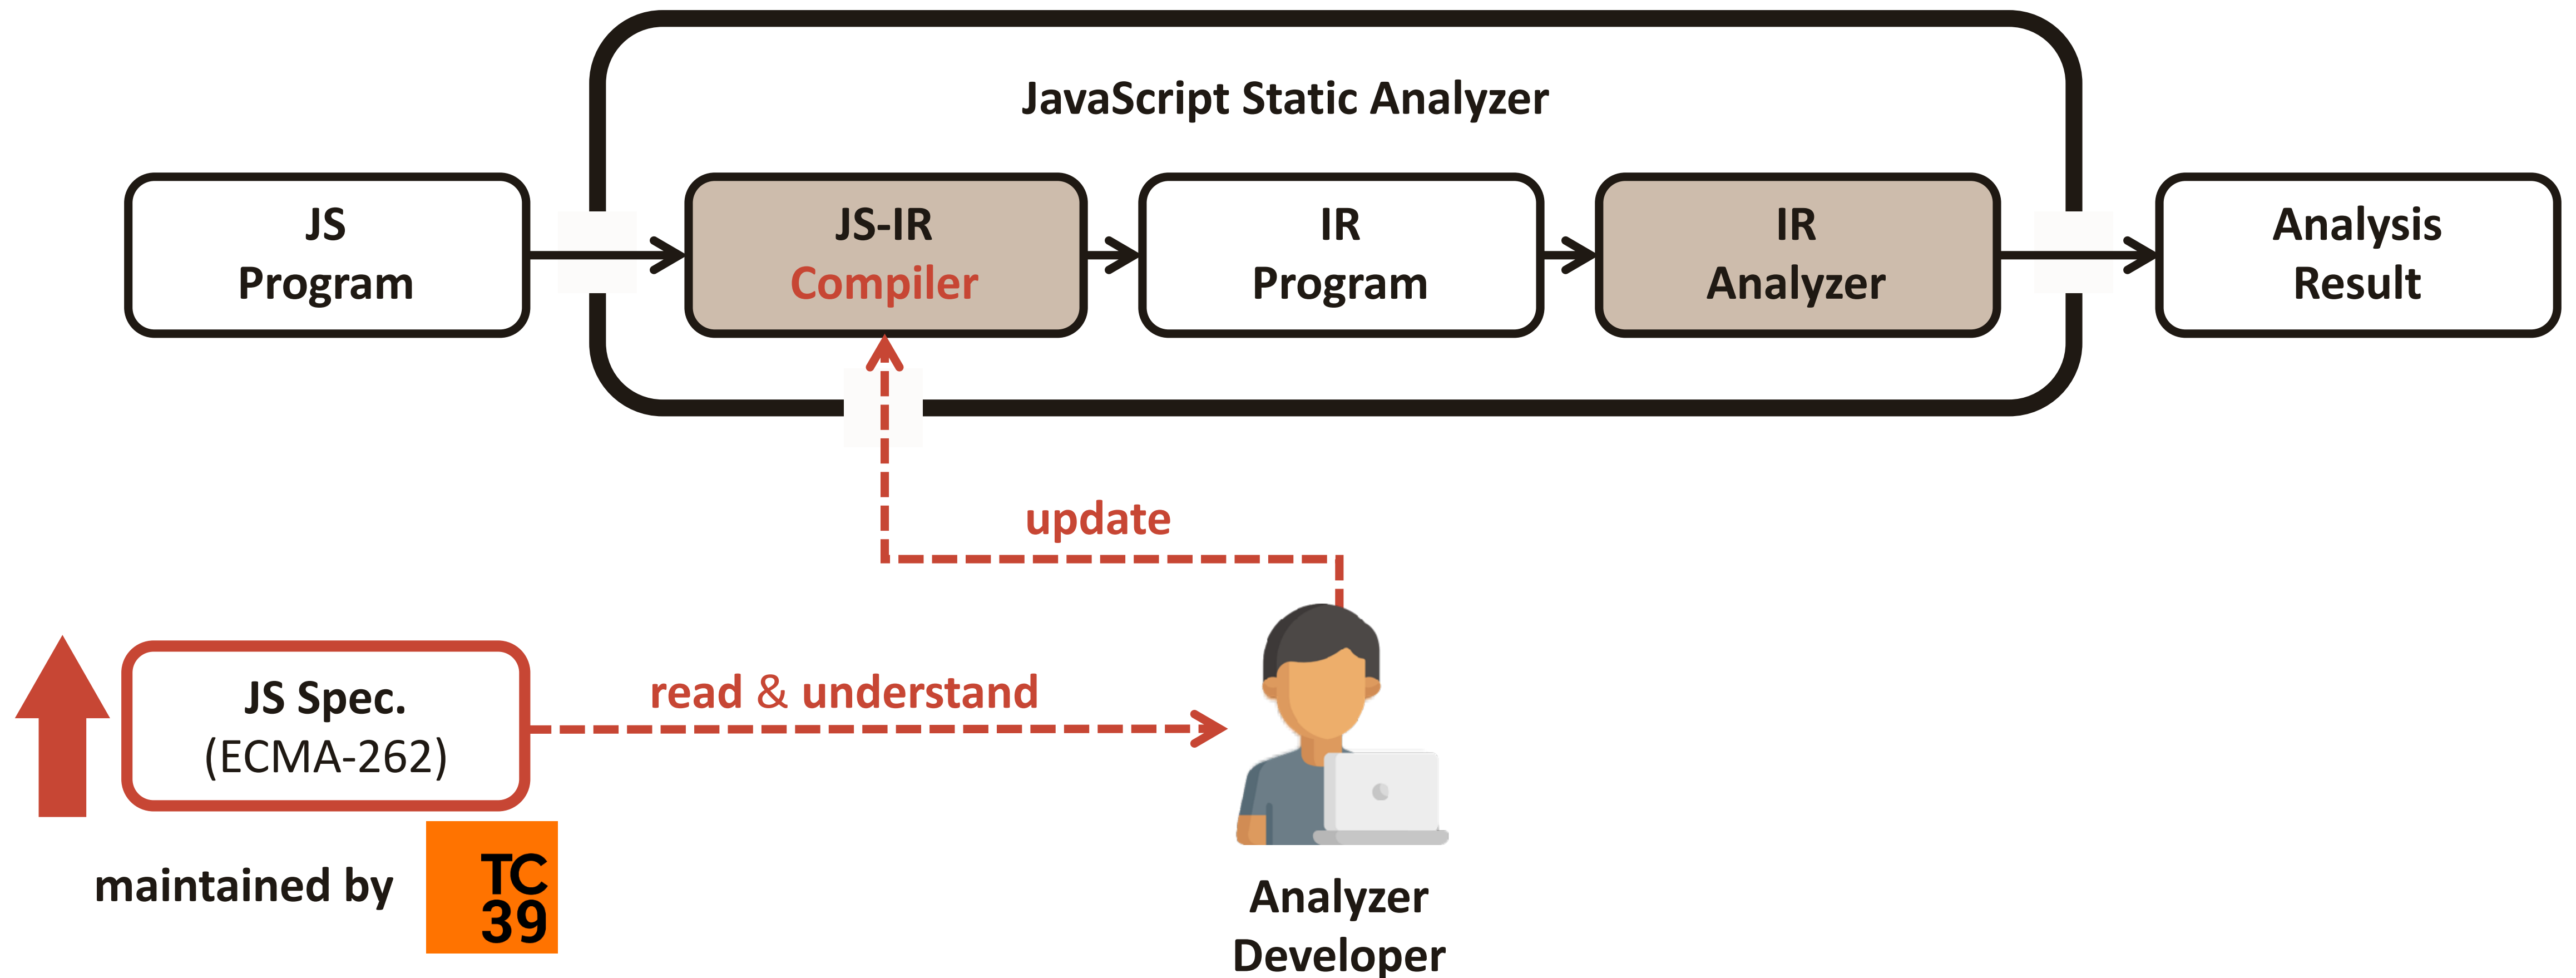 JavaScript Static Analyzer
JS
Program
JS-IR
Compiler
IR
Program
IR
Analyzer
Analysis
Result
update
read & understand
JS Spec.
(ECMA-262)
maintained by
TC
39
Analyzer
Developer